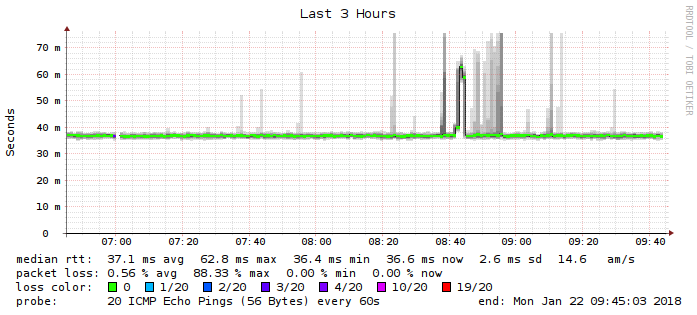 Last 3 Hours
RRDTOOL / TOBI OETIKER
Seconds
70 m
60 m
50 m
40 m
30 m
20 m
10 m
0
07:00 07:20 07:40 08:00 08:20 08:40 09:00 09:20 09:40
median rtt: 37.1 ms avg 62.8 ms max 36.4 ms min 36.6 ms now 2.6 ms sd 14.6 am/s
packet loss: 0.56 % avg 88.33 % max 0.00 % min 0.00 % now
loss color: 0 1/20 2/20 3/20 4/20 10/20 19/20
probe: 20 ICMP Echo Pings (56 Bytes) every 60s end: Mon Jan 22 09:45:03 2018